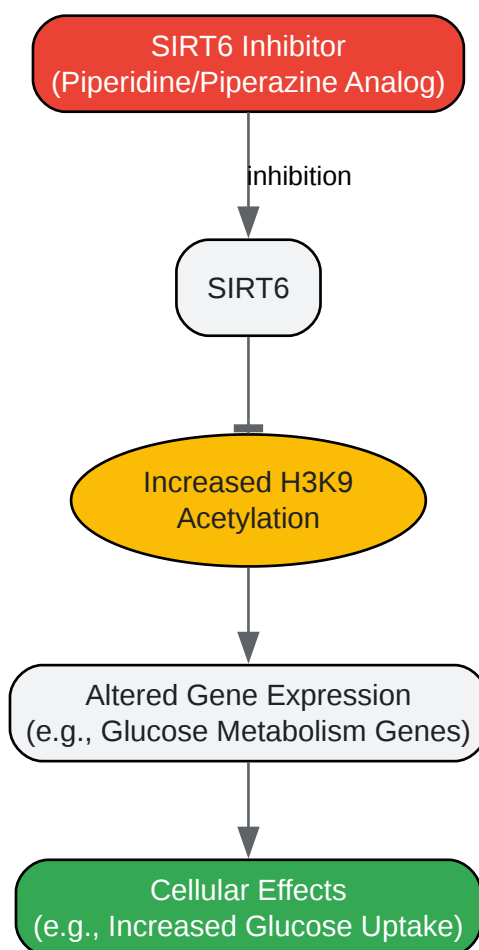 SIRT6 Inhibitor
(Piperidine/Piperazine Analog)
inhibition
SIRT6
Increased H3K9
Acetylation
Altered Gene Expression
(e.g., Glucose Metabolism Genes)
Cellular Effects
(e.g., Increased Glucose Uptake)